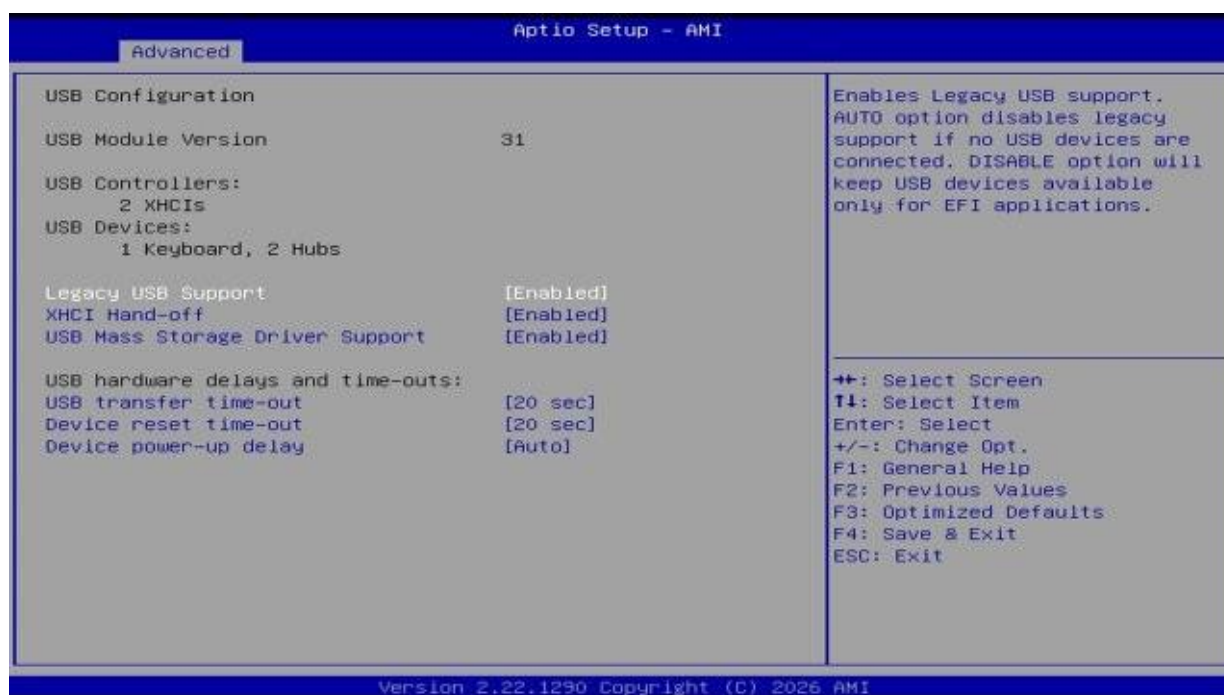 Aptio Setup - AMI
Advanced
USB Configuration
USB Module Version 31
USB Controllers:
2 XHCIs
USB Devices:
1 Keyboard, 2 Hubs
Legacy USB Support [Enabled]
XHCI Hand-off [Enabled]
USB Mass Storage Driver Support [Enabled]
USB hardware delays and time-outs:
USB transfer time-out [20 sec]
Device reset time-out [20 sec]
Device power-up delay [Auto]
Enables Legacy USB support.
AUTO option disables legacy
support if no USB devices are
connected. DISABLE option will
keep USB devices available
only for EFI applications.
→←: Select Screen
↑↓: Select Item
Enter: Select
+/-: Change Opt.
F1: General Help
F2: Previous Values
F3: Optimized Defaults
F4: Save & Exit
ESC: Exit
Version 2.22.1290 Copyright (C) 2026 AMI